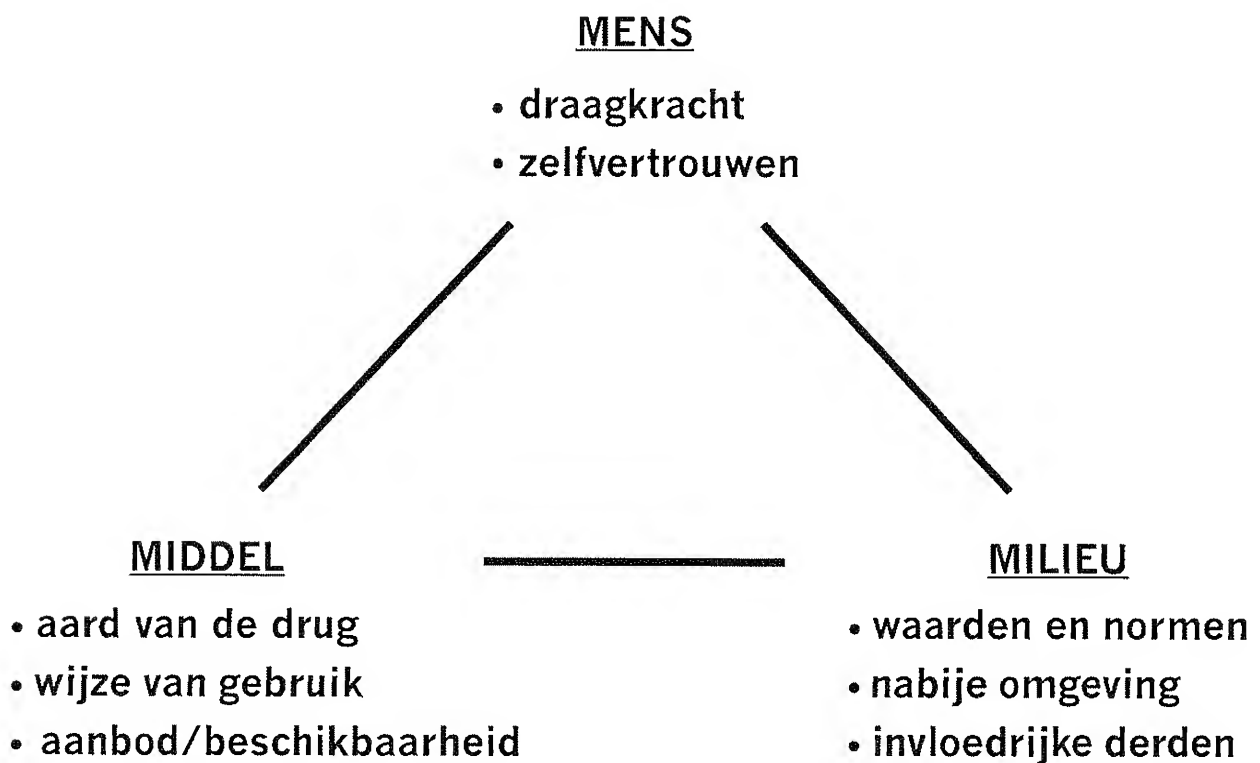 MENS
• draagkracht
• zelfvertrouwen
MIDDEL
• aard van de drug
• wijze van gebruik
• aanbod/beschikbaarheid
MILIEU
• waarden en normen
• nabije omgeving
• invloedrijke derden